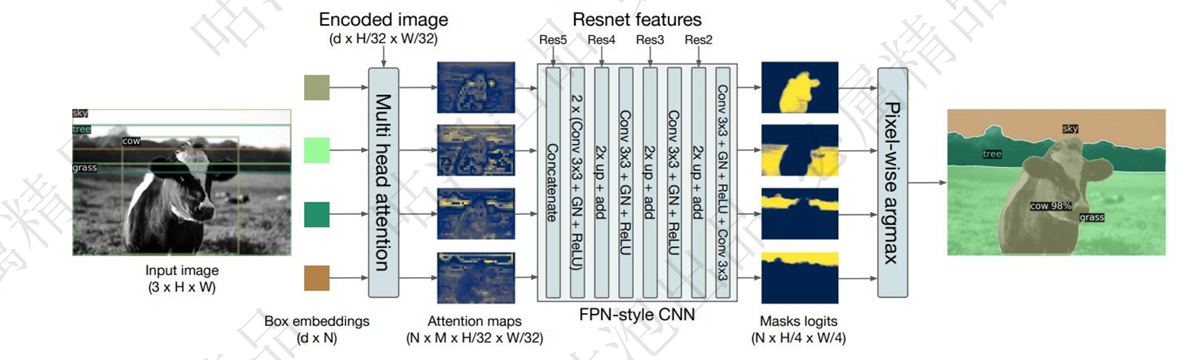 Encoded image
(d x H/32 x W/32)
Resnet features
Res5
Res4
Res3
Res2
sky
tree
cow
grass
Input image
(3 x H x W)
Box embeddings
(d x N)
Multi head attention
Attention maps
(N x M x H/32 x W/32)
Concatenate
2 x (Conv 3x3 + GN + ReLU)
2x up + add
Conv 3x3 + GN + ReLU
2x up + add
Conv 3x3 + GN + ReLU
2x up + add
Conv 3x3 + GN + ReLU + Conv 3x3
FPN-style CNN
Masks logits
(N x H/4 x W/4)
Pixel-wise argmax
sky
tree
cow 98%
grass